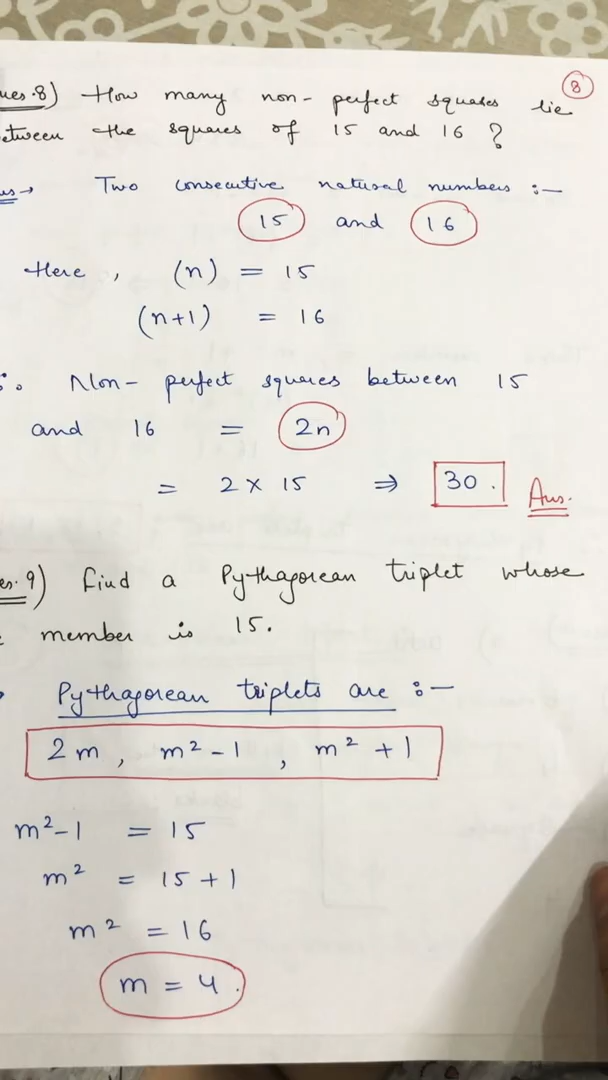 8
ues.8) How many non-perfect squares lie
etween the squares of 15 and 16 ?
us → Two consecutive natural numbers :-
15 and 16
Here , (n) = 15
(n+1) = 16
Non-perfect squares between 15
and 16 = 2n
= 2 × 15 ⇒ 30 . Ans.
es.9) find a Pythagorean triplet whose
member is 15.
Pythagorean triplets are :-
2m , m² - 1 , m² + 1
m² - 1 = 15
m² = 15 + 1
m² = 16
m = 4 .